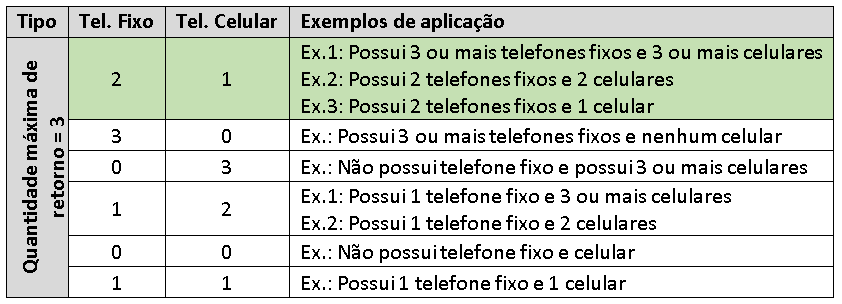 Tipo Tel. Fixo Tel. Celular Exemplos de aplicação
Quantidade máxima de
retorno = 3
2 1
Ex.1: Possui 3 ou mais telefones fixos e 3 ou mais celulares
Ex.2: Possui 2 telefones fixos e 2 celulares
Ex.3: Possui 2 telefones fixos e 1 celular
3 0 Ex.: Possui 3 ou mais telefones fixos e nenhum celular
0 3 Ex.: Não possui telefone fixo e possui 3 ou mais celulares
1 2
Ex.1: Possui 1 telefone fixo e 3 ou mais celulares
Ex.2: Possui 1 telefone fixo e 2 celulares
0 0 Ex.: Não possui telefone fixo e celular
1 1 Ex.: Possui 1 telefone fixo e 1 celular